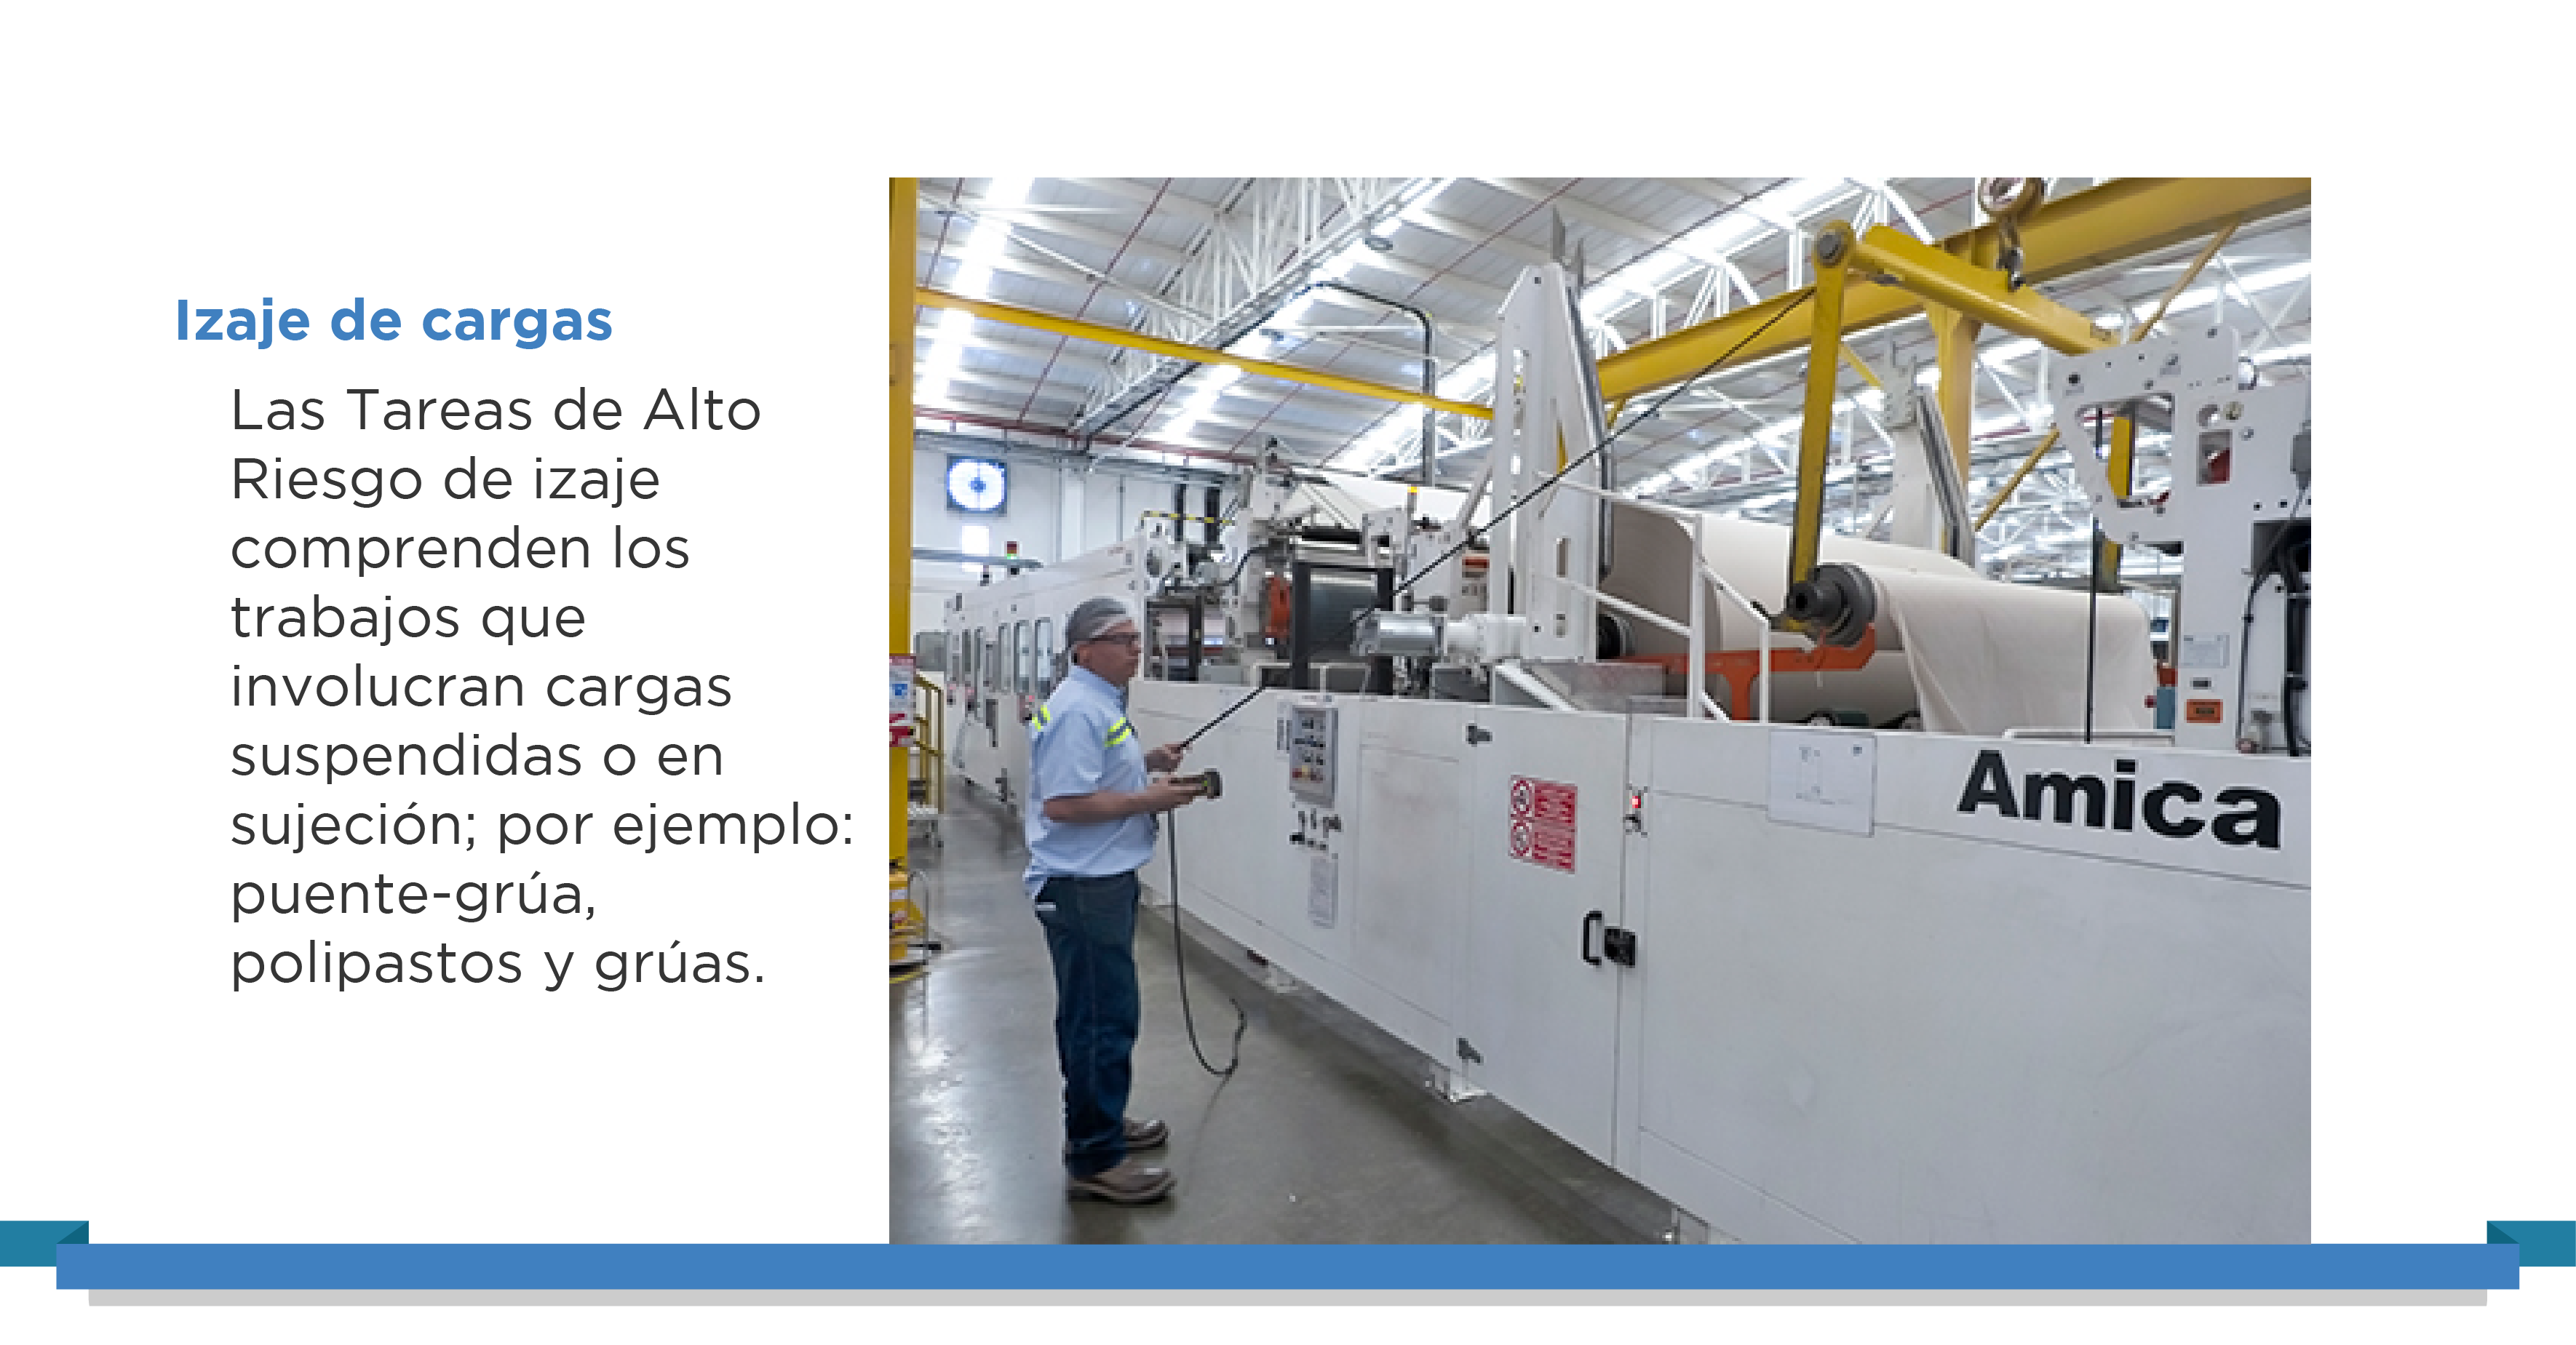 Izaje de cargas
Las Tareas de Alto
Riesgo de izaje
comprenden los
trabajos que
involucran cargas
suspendidas o en
sujeción; por ejemplo:
puente-grúa,
polipastos y grúas.
Amica